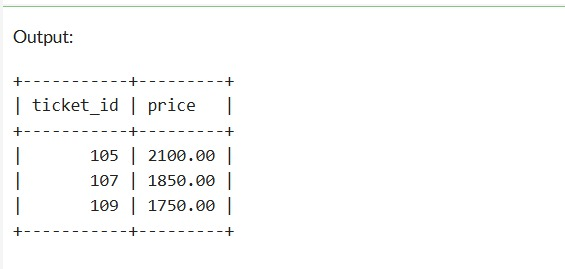 Output:
+-----------+---------+
| ticket_id | price   |
+-----------+---------+
|       105 | 2100.00 |
|       107 | 1850.00 |
|       109 | 1750.00 |
+-----------+---------+